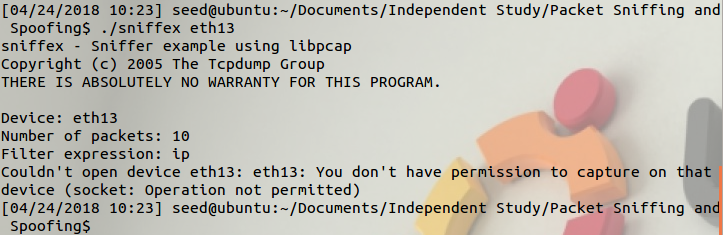 [04/24/2018 10:23] seed@ubuntu:~/Documents/Independent Study/Packet Sniffing and
 Spoofing$ ./sniffex eth13
sniffex - Sniffer example using libpcap
Copyright (c) 2005 The Tcpdump Group
THERE IS ABSOLUTELY NO WARRANTY FOR THIS PROGRAM.

Device: eth13
Number of packets: 10
Filter expression: ip
Couldn't open device eth13: eth13: You don't have permission to capture on that
device (socket: Operation not permitted)
[04/24/2018 10:23] seed@ubuntu:~/Documents/Independent Study/Packet Sniffing and
 Spoofing$